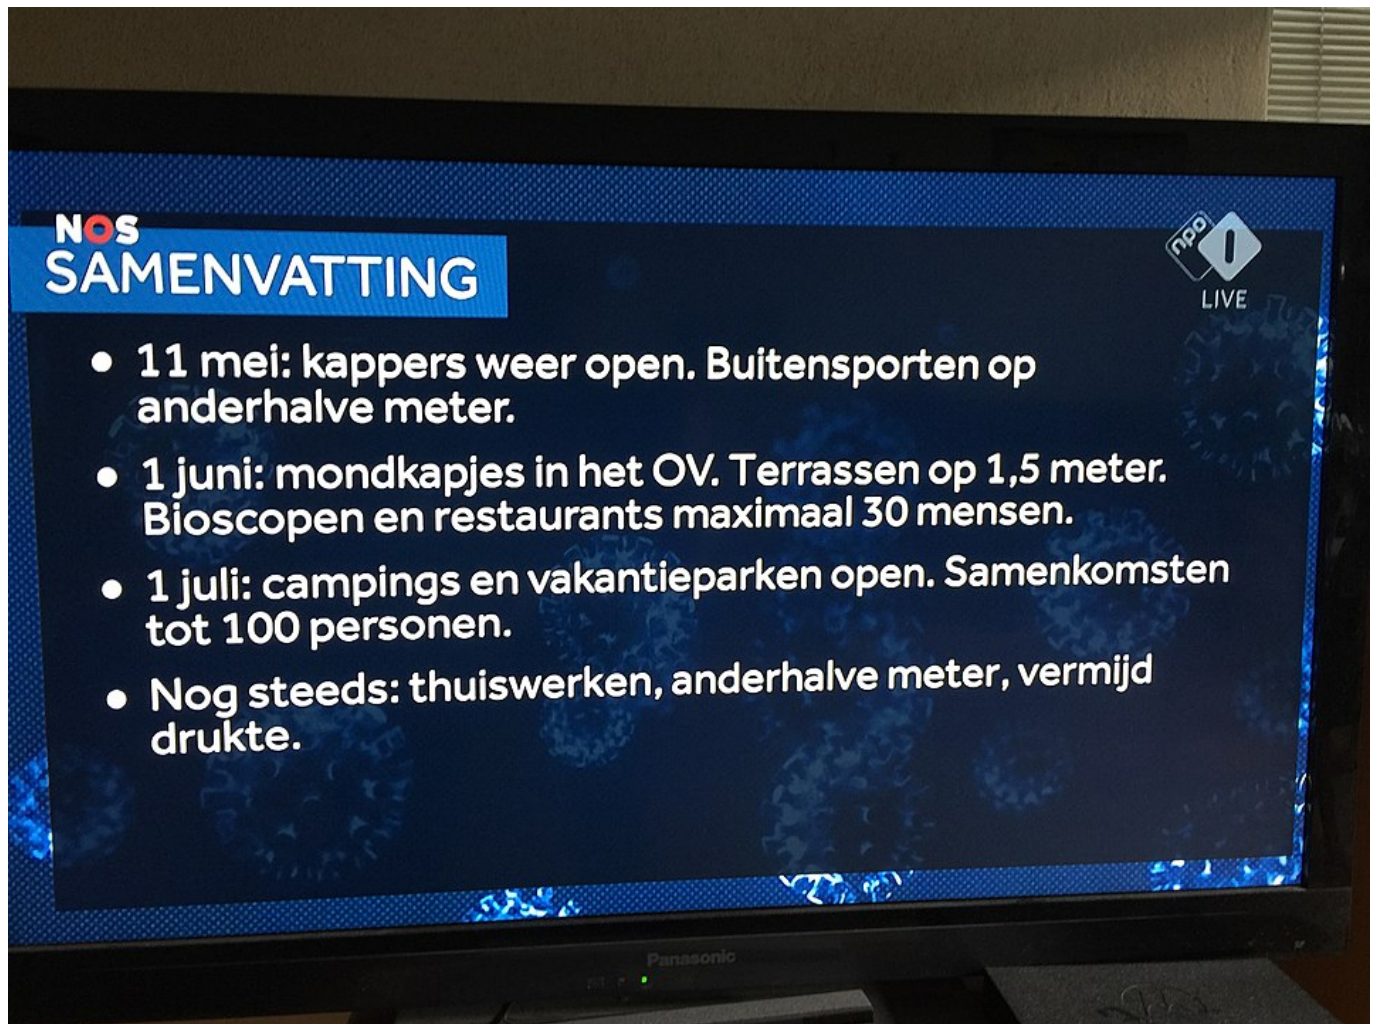 NOS
SAMENVATTING
npo 1
LIVE
• 11 mei: kappers weer open. Buitensporten op
anderhalve meter.
• 1 juni: mondkapjes in het OV. Terrassen op 1,5 meter.
Bioscopen en restaurants maximaal 30 mensen.
• 1 juli: campings en vakantieparken open. Samenkomsten
tot 100 personen.
• Nog steeds: thuiswerken, anderhalve meter, vermijd
drukte.
Panasonic